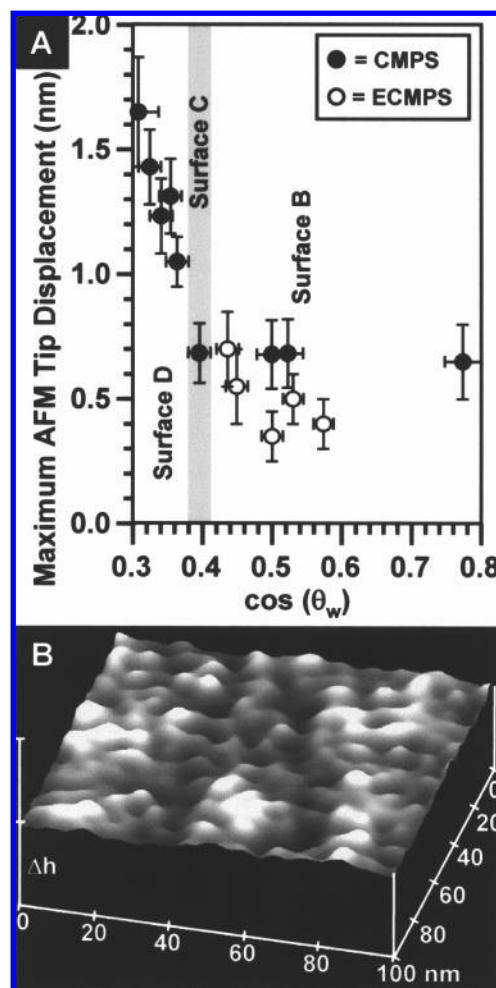 A
2.0
1.5
1.0
0.5
0.0
Maximum AFM Tip Displacement (nm)
Surface D
Surface C
Surface B
= CMPS
= ECMPS
0.3 0.4 0.5 0.6 0.7 0.8
cos (θw)
B
Δh
0 20 40 60 80 100 nm
0
20
40
60
80